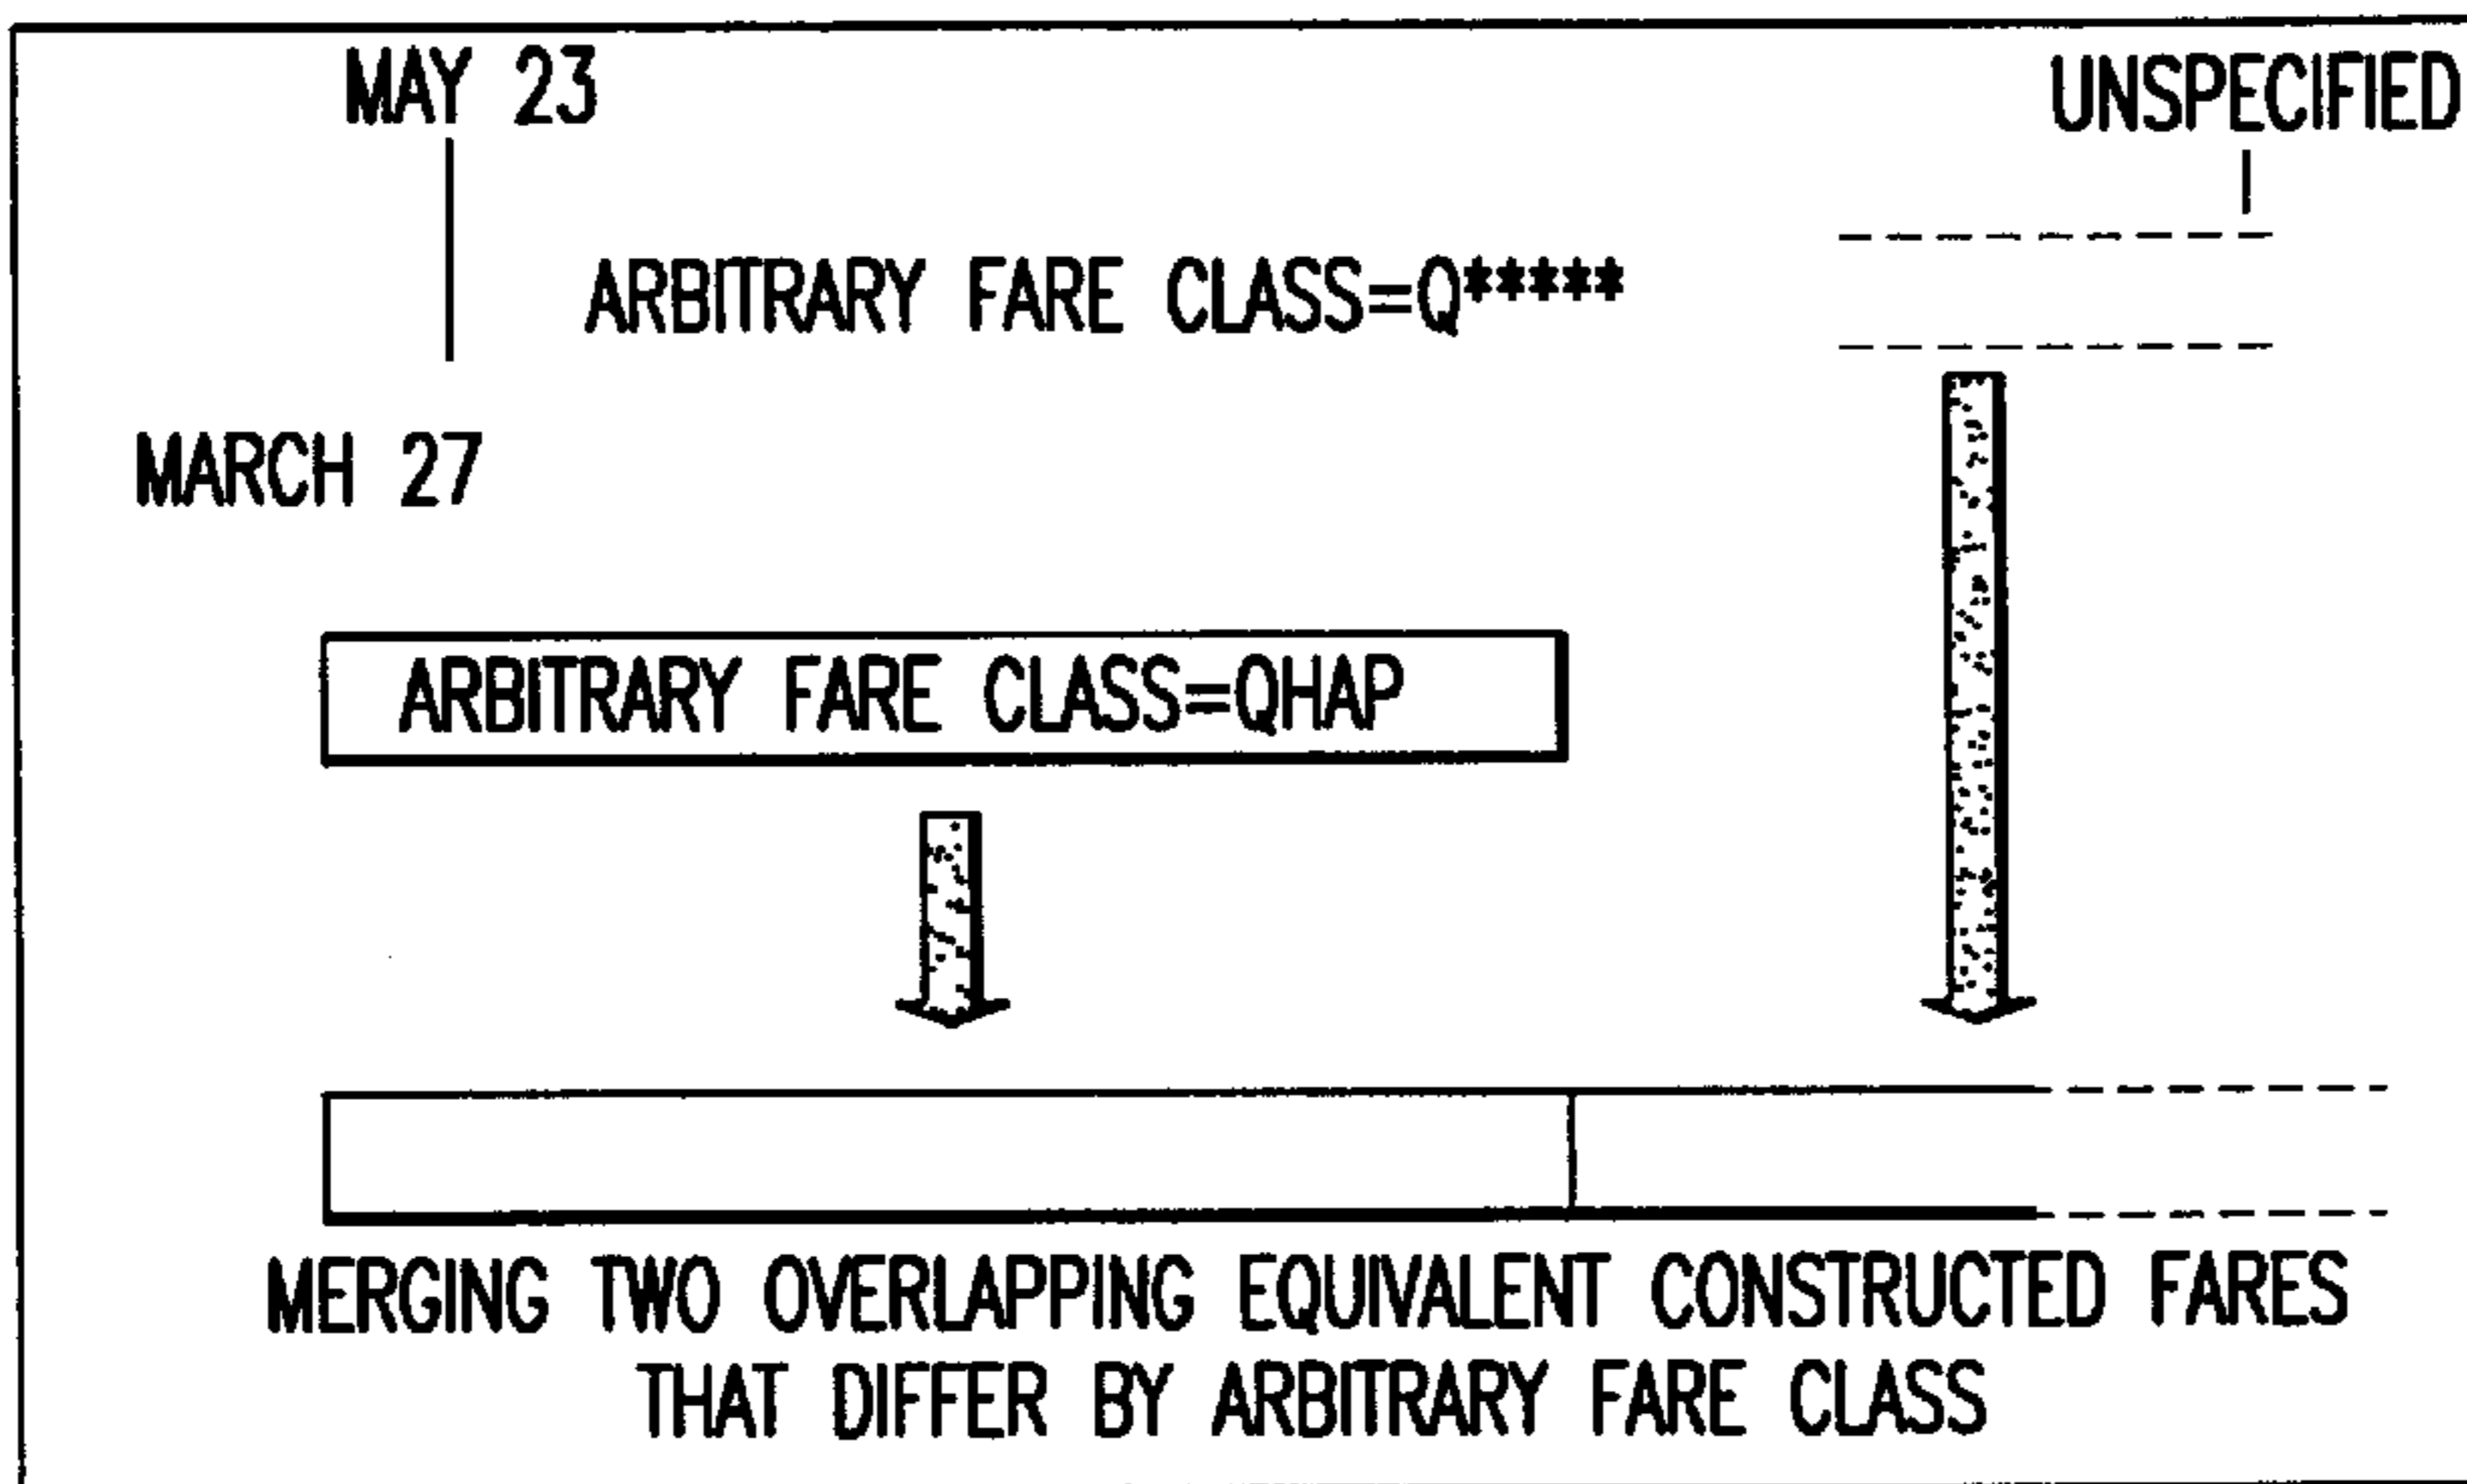 MAY 23
UNSPECIFIED
ARBITRARY FARE CLASS=Q*****
MARCH 27
ARBITRARY FARE CLASS=QHAP
MERGING TWO OVERLAPPING EQUIVALENT CONSTRUCTED FARES
THAT DIFFER BY ARBITRARY FARE CLASS